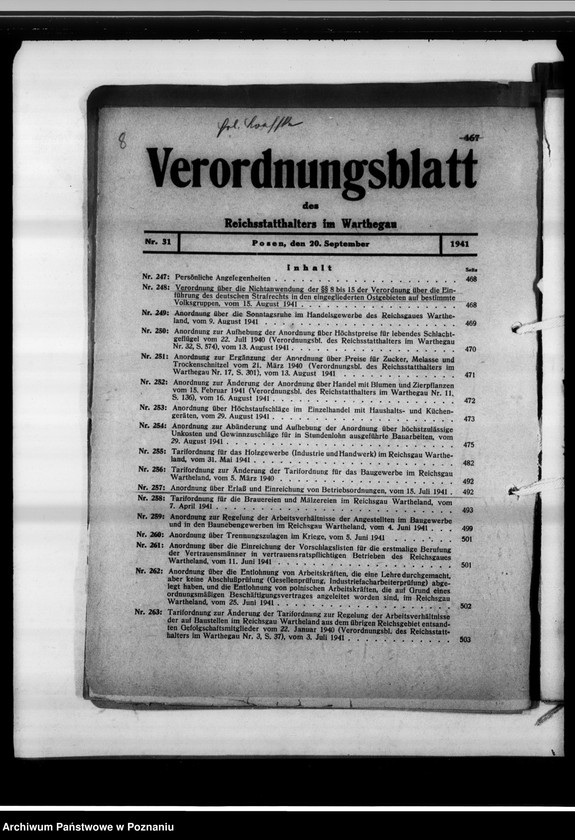 8
467
Verordnungsblatt
des
Reichsstatthalters im Warthegau
Nr. 31 Posen, den 20. September 1941
Inhalt
Seite
Nr. 247: Persönliche Angelegenheiten . . . . . 468
Nr. 248: Verordnung über die Nichtanwendung der §§ 8 bis 15 der Verordnung über die Ein-
führung des deutschen Strafrechts in den eingegliederten Ostgebieten auf bestimmte
Volksgruppen, vom 15. August 1941 . . . . . 468
Nr. 249: Anordnung über die Sonntagsruhe im Handelsgewerbe des Reichsgaues Warthe-
land, vom 9. August 1941 . . . . . 469
Nr. 250: Anordnung zur Aufhebung der Anordnung über Höchstpreise für lebendes Schlacht-
geflügel vom 22. Juli 1940 (Verordnungsbl. des Reichsstatthalters im Warthegau
Nr. 32, S. 574), vom 13. August 1941 . . . . . 470
Nr. 251: Anordnung zur Ergänzung der Anordnung über Preise für Zucker, Melasse und
Trockenschnitzel vom 21. März 1940 (Verordnungsbl. des Reichsstatthalters im
Warthegau Nr. 17, S. 301), vom 13. August 1941 . . . . . 471
Nr. 252: Anordnung zur Änderung der Anordnung über Handel mit Blumen und Zierpflanzen
vom 15. Februar 1941 (Verordnungsbl. des Reichsstatthalters im Warthegau Nr. 11,
S. 136), vom 16. August 1941 . . . . . 472
Nr. 253: Anordnung über Höchstaufschläge im Einzelhandel mit Haushalts- und Küchen-
geräten, vom 29. August 1941 . . . . . 473
Nr. 254: Anordnung zur Abänderung und Aufhebung der Anordnung über höchstzulässige
Unkosten und Gewinnzuschläge für in Stundenlohn ausgeführte Bauarbeiten, vom
29. August 1941 . . . . . 475
Nr. 255: Tarifordnung für das Holzgewerbe (Industrie und Handwerk) im Reichsgau Warthe-
land, vom 31. Mai 1941 . . . . . 482
Nr. 256: Tarifordnung zur Änderung der Tarifordnung für das Baugewerbe im Reichsgau
Wartheland, vom 5. März 1940 . . . . . 492
Nr. 257: Anordnung über Erlaß und Einreichung von Betriebsordnungen, vom 15. Juli 1941 . 492
Nr. 258: Tarifordnung für die Brauereien und Mälzereien im Reichsgau Wartheland, vom
7. April 1941 . . . . . 493
Nr. 259: Anordnung zur Regelung der Arbeitsverhältnisse der Angestellten im Baugewerbe
und in den Baunebengewerben im Reichsgau Wartheland, vom 4. Juni 1941 . . . 499
Nr. 260: Anordnung über Trennungszulagen im Kriege, vom 5. Juni 1941 . . . . . 501
Nr. 261: Anordnung über die Einreichung der Vorschlagslisten für die erstmalige Berufung
der Vertrauensmänner in vertrauensratspflichtigen Betrieben des Reichsgaues
Wartheland, vom 11. Juni 1941 . . . . . 501
Nr. 262: Anordnung über die Entlohnung von Arbeitskräften, die eine Lehre durchgemacht,
aber keine Abschlußprüfung (Gesellenprüfung, Industriefacharbeiterprüfung) abge-
legt haben, und die Entlohnung von polnischen Arbeitskräften, die auf Grund eines
ordnungsmäßigen Beschäftigungsvertrages angeleitet worden sind, im Reichsgau
Wartheland, vom 25. Juni 1941 . . . . . 502
Nr. 263: Tarifordnung zur Änderung der Tarifordnung zur Regelung der Arbeitsverhältnisse
der auf Baustellen im Reichsgau Wartheland aus dem übrigen Reichsgebiet entsand-
ten Gefolgschaftsmitglieder vom 22. Januar 1940 (Verordnungsbl. des Reichsstatt-
halters im Warthegau Nr. 3, S. 37), vom 3. Juli 1941 . . . . . 503
Archiwum Państwowe w Poznaniu